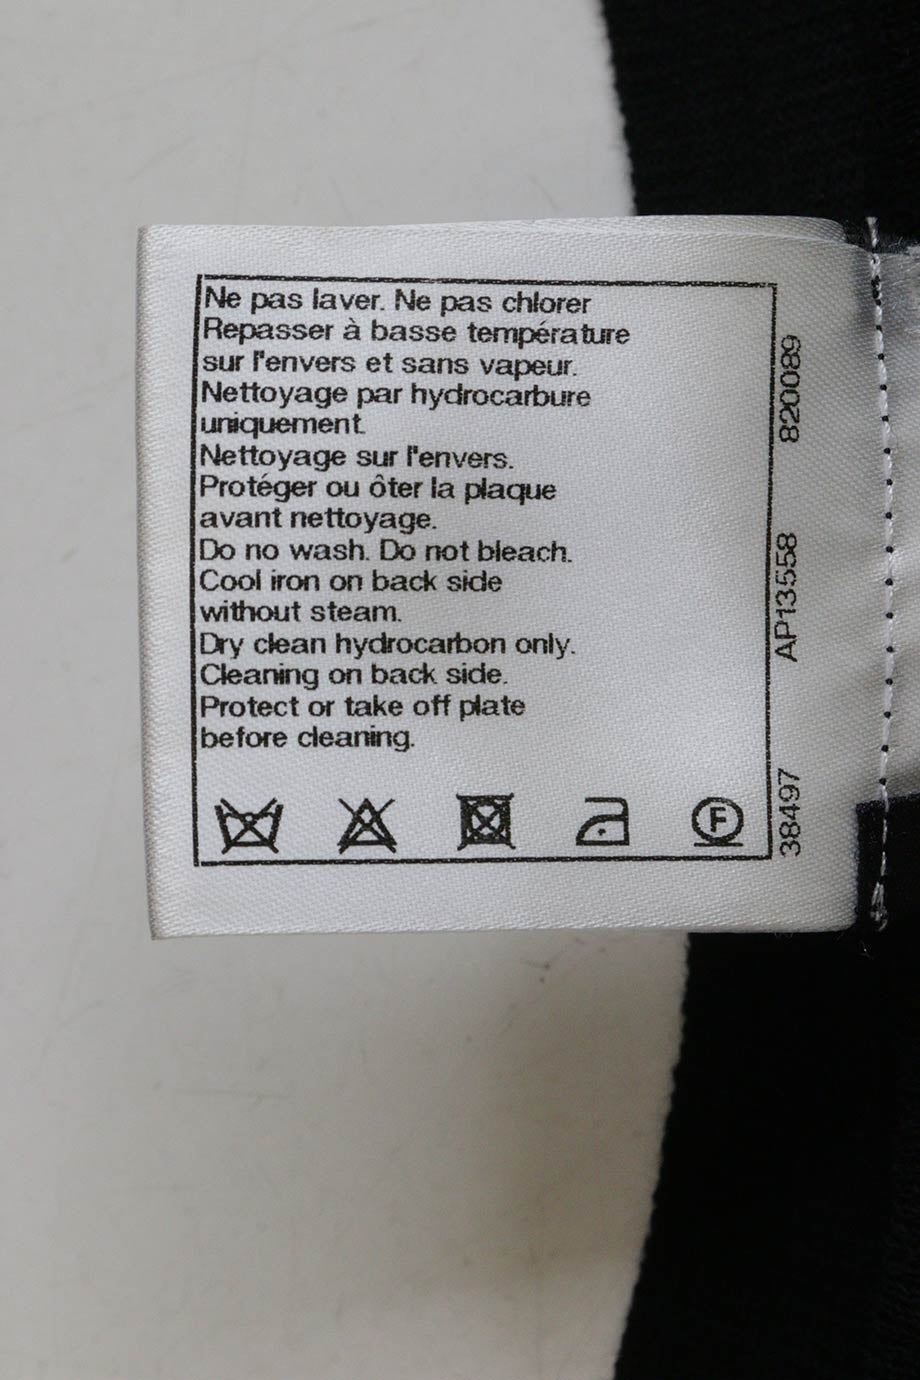 Ne pas laver. Ne pas chlorer
Repasser à basse température
sur l'envers et sans vapeur.
Nettoyage par hydrocarbure
uniquement.
Nettoyage sur l'envers.
Protéger ou ôter la plaque
avant nettoyage.
Do no wash. Do not bleach.
Cool iron on back side
without steam.
Dry clean hydrocarbon only.
Cleaning on back side.
Protect or take off plate
before cleaning.
F
38497 AP13558 820089